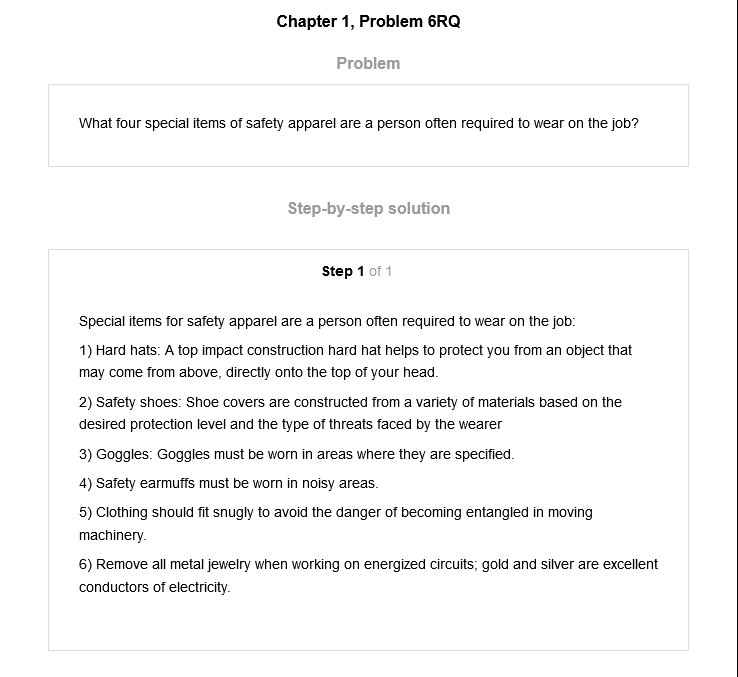 Chapter 1, Problem 6RQ
Problem
What four special items of safety apparel are a person often required to wear on the job?
Step-by-step solution
Step 1 of 1
Special items for safety apparel are a person often required to wear on the job:
1) Hard hats: A top impact construction hard hat helps to protect you from an object that
may come from above, directly onto the top of your head.
2) Safety shoes: Shoe covers are constructed from a variety of materials based on the
desired protection level and the type of threats faced by the wearer
3) Goggles: Goggles must be worn in areas where they are specified.
4) Safety earmuffs must be worn in noisy areas.
5) Clothing should fit snugly to avoid the danger of becoming entangled in moving
machinery.
6) Remove all metal jewelry when working on energized circuits; gold and silver are excellent
conductors of electricity.